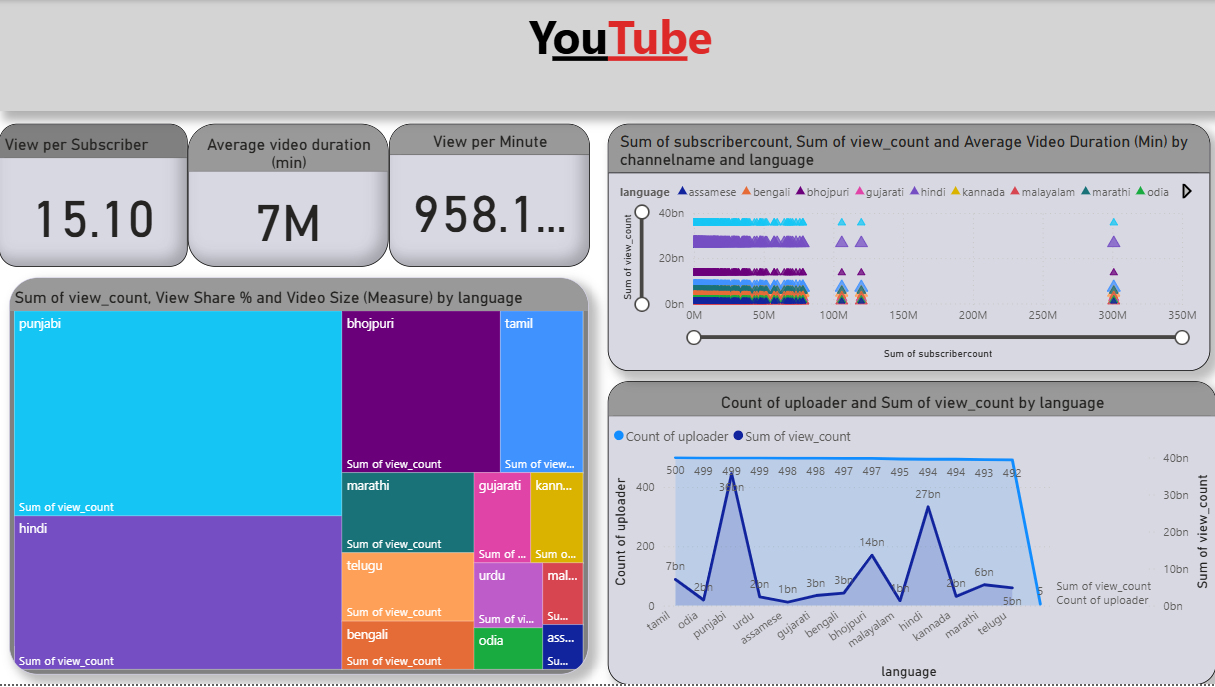 YouTube
View per Subscriber
15.10
Average video duration
(min)
7M
View per Minute
958.1...
Sum of view_count, View Share % and Video Size (Measure) by language
punjabi
Sum of view_count
hindi
Sum of view_count
bhojpuri
Sum of view_count
tamil
Sum of view...
marathi
Sum of view_count
gujarati
Sum of ...
kann...
Sum o...
telugu
Sum of view_count
urdu
Sum of vi...
mal...
Su...
bengali
Sum of view_count
odia
ass...
Su...
Sum of subscribercount, Sum of view_count and Average Video Duration (Min) by
channelname and language
language assamese bengali bhojpuri gujarati hindi kannada malayalam marathi odia
Sum of view_count
40bn
20bn
0bn
0M 50M 100M 150M 200M 250M 300M 350M
Sum of subscribercount
Count of uploader and Sum of view_count by language
Count of uploader Sum of view_count
Count of uploader
400
200
0
500 499 499 499 498 498 497 497 495 494 494 493 492 5
7bn 2bn 36bn 2bn 1bn 3bn 3bn 14bn 1bn 27bn 2bn 6bn 5bn
Sum of view_count
Count of uploader
40bn
30bn
20bn
10bn
0bn
Sum of view_count
tamil odia punjabi urdu assamese gujarati bengali bhojpuri malayalam hindi kannada marathi telugu
language